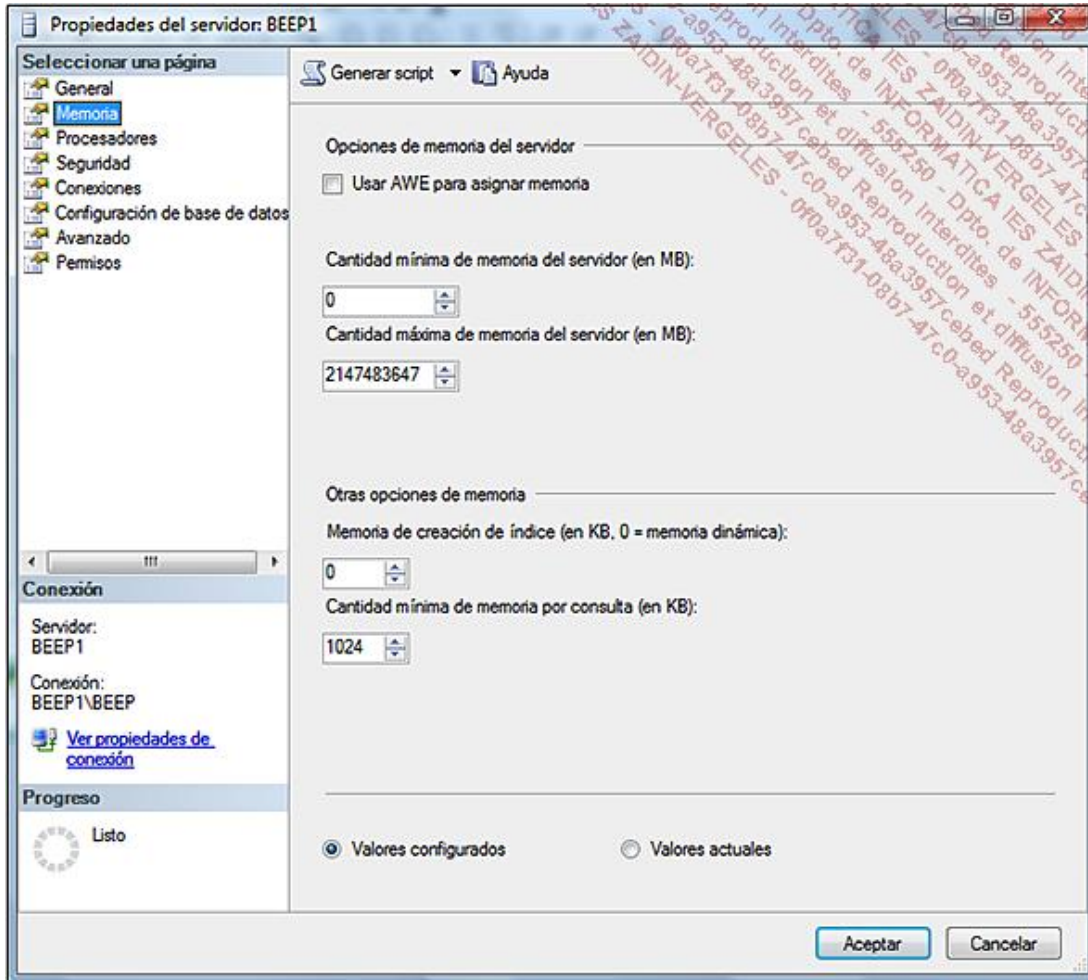 Propiedades del servidor: BEEP1
Seleccionar una página
General
Memoria
Procesadores
Seguridad
Conexiones
Configuración de base de datos
Avanzado
Permisos
Generar script
Ayuda
Opciones de memoria del servidor
Usar AWE para asignar memoria
Cantidad mínima de memoria del servidor (en MB):
0
Cantidad máxima de memoria del servidor (en MB):
2147483647
Otras opciones de memoria
Memoria de creación de índice (en KB, 0 = memoria dinámica):
0
Cantidad mínima de memoria por consulta (en KB):
1024
Conexión
Servidor:
BEEP1
Conexión:
BEEP1\BEEP
Ver propiedades de
conexión
Progreso
Listo
Valores configurados
Valores actuales
Aceptar
Cancelar